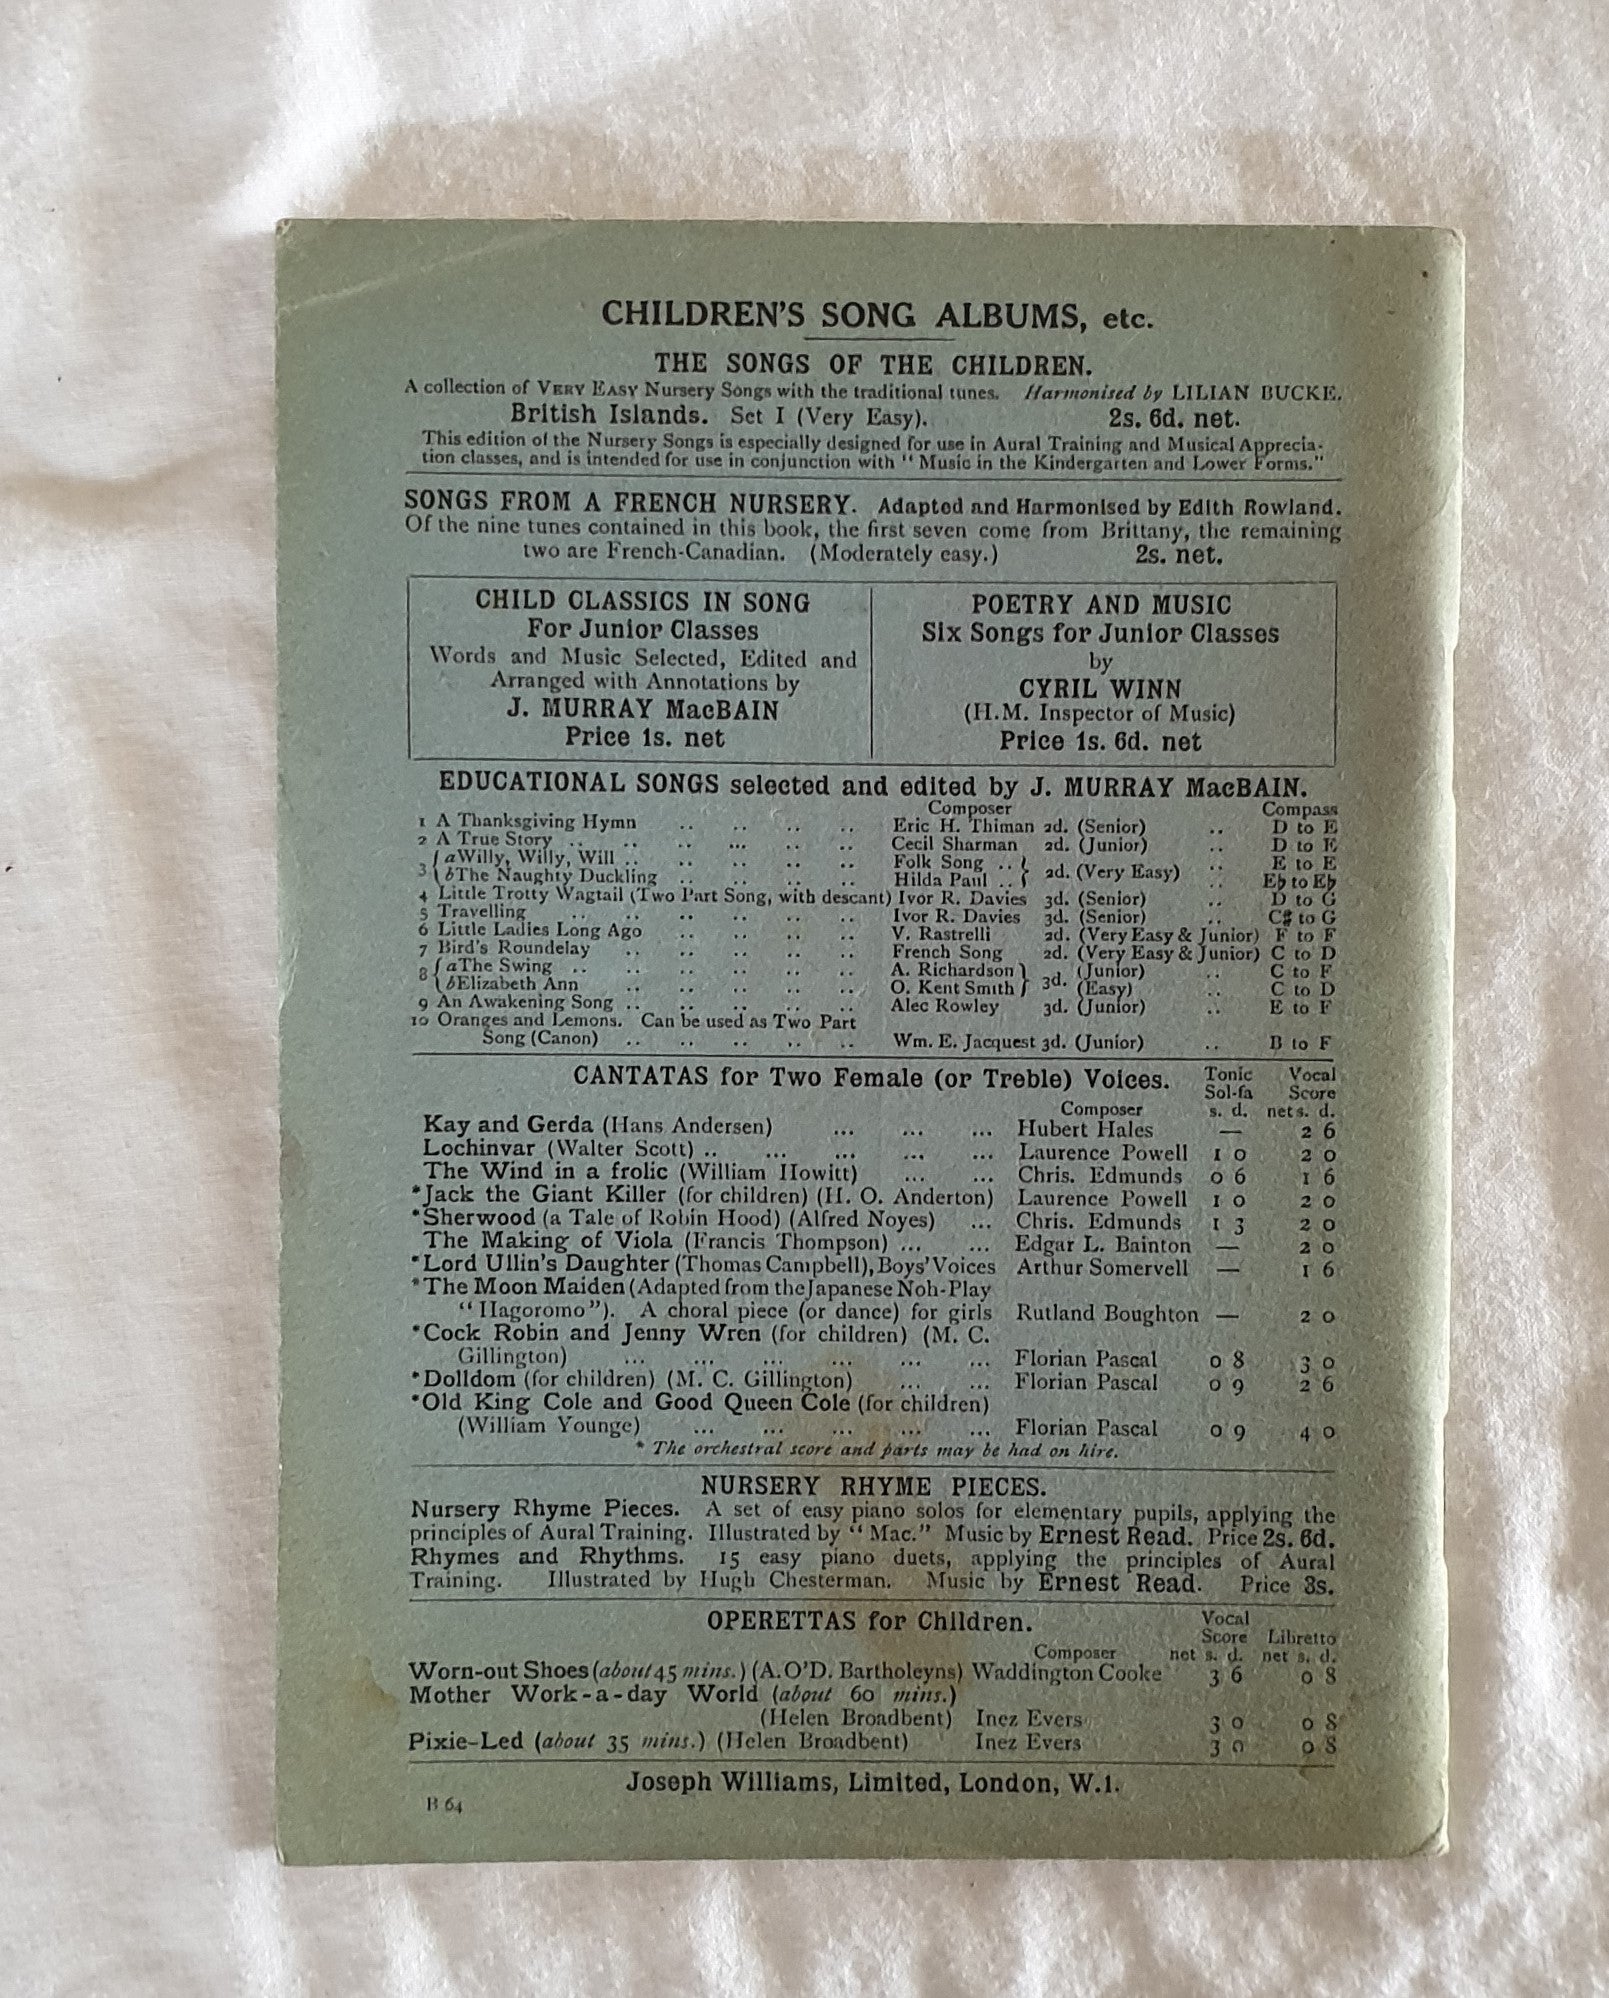 CHILDREN'S SONG ALBUMS, etc.
THE SONGS OF THE CHILDREN.
A collection of VERY EASY Nursery Songs with the traditional tunes. Harmonised by LILIAN BUCKE.
British Islands. Set I (Very Easy). 2s. 6d. net.
This edition of the Nursery Songs is especially designed for use in Aural Training and Musical Apprecia-
tion classes, and is intended for use in conjunction with "Music in the Kindergarten and Lower Forms."
SONGS FROM A FRENCH NURSERY. Adapted and Harmonised by Edith Rowland.
Of the nine tunes contained in this book, the first seven come from Brittany, the remaining
two are French-Canadian. (Moderately easy.) 2s. net.
CHILD CLASSICS IN SONG
For Junior Classes
Words and Music Selected, Edited and
Arranged with Annotations by
J. MURRAY MacBAIN
Price 1s. net
POETRY AND MUSIC
Six Songs for Junior Classes
by
CYRIL WINN
(H.M. Inspector of Music)
Price 1s. 6d. net
EDUCATIONAL SONGS selected and edited by J. MURRAY MacBAIN.
Composer Compass
1 A Thanksgiving Hymn .. .. .. .. Eric H. Thiman 2d. (Senior) .. D to E
2 A True Story .. .. .. ... .. .. Cecil Sharman 2d. (Junior) .. D to E
3 { a Willy, Willy, Will .. .. .. .. .. Folk Song .. } 2d. (Very Easy) .. E to E
{ b The Naughty Duckling .. .. .. .. Hilda Paul .. } .. E♭ to E♭
4 Little Trotty Wagtail (Two Part Song, with descant) Ivor R. Davies 3d. (Senior) .. D to G
5 Travelling .. .. .. .. .. .. Ivor R. Davies 3d. (Senior) .. C♯ to G
6 Little Ladies Long Ago .. .. .. .. V. Rastrelli 2d. (Very Easy & Junior) F to F
7 Bird's Roundelay .. .. .. .. .. French Song 2d. (Very Easy & Junior) C to D
8 { a The Swing .. .. .. .. .. .. A. Richardson } 3d. (Junior) .. C to F
{ b Elizabeth Ann .. .. .. .. .. O. Kent Smith } (Easy) .. C to D
9 An Awakening Song .. .. .. .. .. Alec Rowley 3d. (Junior) .. E to F
10 Oranges and Lemons. Can be used as Two Part
Song (Canon) .. .. .. .. .. Wm. E. Jacquest 3d. (Junior) .. B to F
CANTATAS for Two Female (or Treble) Voices. Tonic Vocal
Sol-fa Score
Composer s. d. net s. d.
Kay and Gerda (Hans Andersen) ... ... ... Hubert Hales — 2 6
Lochinvar (Walter Scott) .. ... ... ... ... Laurence Powell 1 0 2 0
The Wind in a frolic (William Howitt) ... ... Chris. Edmunds 0 6 1 6
*Jack the Giant Killer (for children) (H. O. Anderton) Laurence Powell 1 0 2 0
*Sherwood (a Tale of Robin Hood) (Alfred Noyes) ... Chris. Edmunds 1 3 2 0
The Making of Viola (Francis Thompson) ... ... Edgar L. Bainton — 2 0
*Lord Ullin's Daughter (Thomas Campbell), Boys' Voices Arthur Somervell — 1 6
*The Moon Maiden (Adapted from the Japanese Noh-Play
"Hagoromo"). A choral piece (or dance) for girls Rutland Boughton — 2 0
*Cock Robin and Jenny Wren (for children) (M. C.
Gillington) ... ... ... ... ... ... Florian Pascal 0 8 3 0
*Dolldom (for children) (M. C. Gillington) ... ... Florian Pascal 0 9 2 6
*Old King Cole and Good Queen Cole (for children)
(William Younge) ... ... ... ... ... Florian Pascal 0 9 4 0
* The orchestral score and parts may be had on hire.
NURSERY RHYME PIECES.
Nursery Rhyme Pieces. A set of easy piano solos for elementary pupils, applying the
principles of Aural Training. Illustrated by "Mac." Music by Ernest Read. Price 2s. 6d.
Rhymes and Rhythms. 15 easy piano duets, applying the principles of Aural
Training. Illustrated by Hugh Chesterman. Music by Ernest Read. Price 3s.
OPERETTAS for Children. Vocal
Score Libretto
Composer net s. d. net s. d.
Worn-out Shoes (about 45 mins.) (A. O'D. Bartholeyns) Waddington Cooke 3 6 0 8
Mother Work-a-day World (about 60 mins.)
(Helen Broadbent) Inez Evers 3 0 0 8
Pixie-Led (about 35 mins.) (Helen Broadbent) Inez Evers 3 0 0 8
Joseph Williams, Limited, London, W.1.
B 64